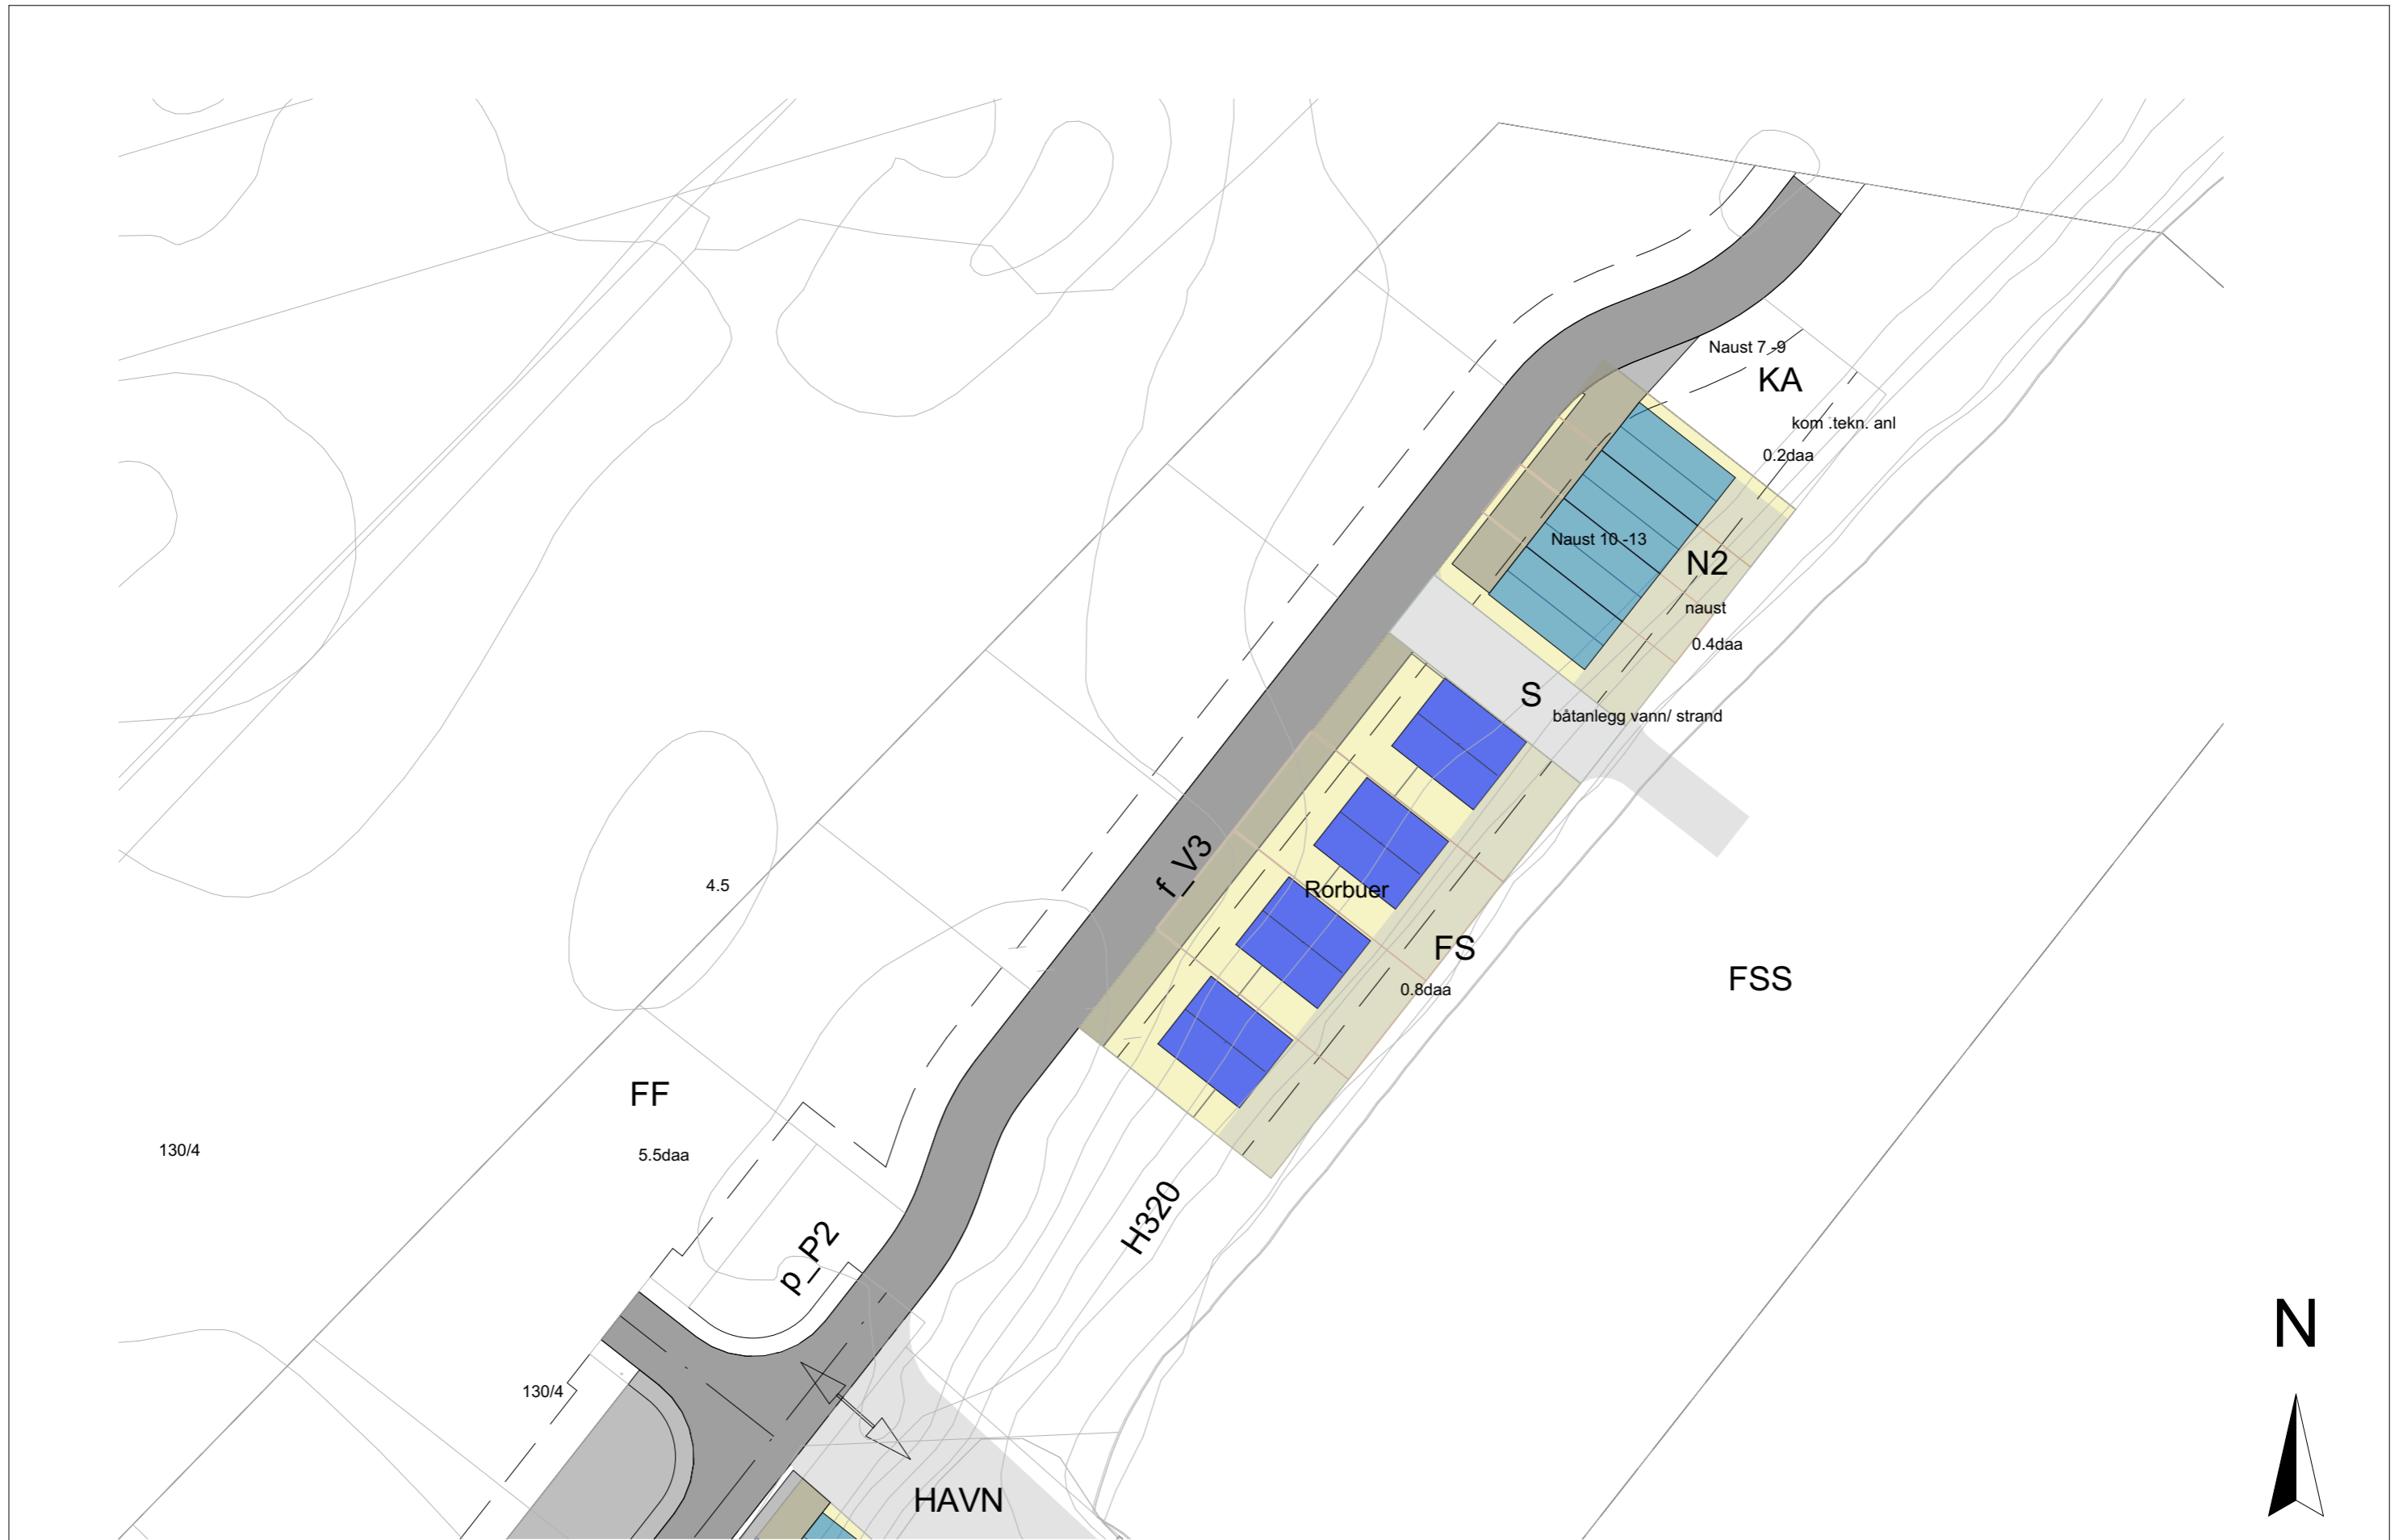 Naust 7 -9
KA
kom .tekn. anl
0.2daa
Naust 10 -13
N2
naust
0.4daa
S
båtanlegg vann/ strand
f_V3
4.5
Rorbuer
FS
0.8daa
FSS
FF
5.5daa
130/4
H320
p_P2
N
130/4
HAVN